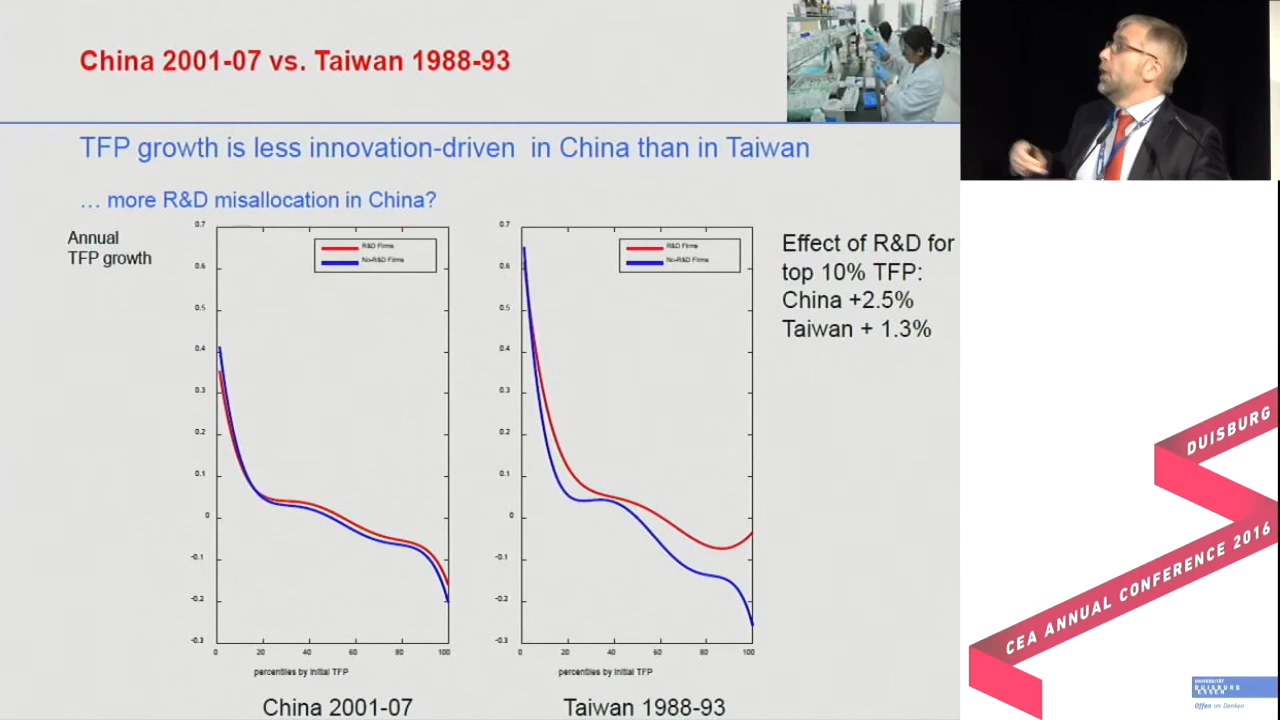 China 2001-07 vs. Taiwan 1988-93
TFP growth is less innovation-driven in China than in Taiwan
… more R&D misallocation in China?
Annual
TFP growth
0.7
0.6
0.5
0.4
0.3
0.2
0.1
0
-0.1
-0.2
-0.3
R&D Firms
No-R&D Firms
0 20 40 60 80 100
percentiles by initial TFP
China 2001-07
0.7
0.6
0.5
0.4
0.3
0.2
0.1
0
-0.1
-0.2
-0.3
R&D Firms
No-R&D Firms
0 20 40 60 80 100
percentiles by initial TFP
Taiwan 1988-93
Effect of R&D for
top 10% TFP:
China +2.5%
Taiwan + 1.3%
DUISBURG
CEA ANNUAL CONFERENCE 2016
UNIVERSITÄT
DUISBURG
ESSEN
Offen im Denken